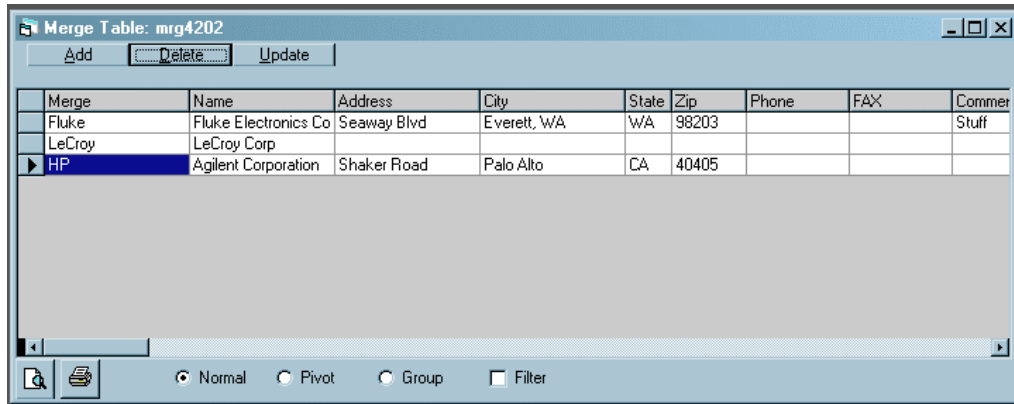 Merge Table: mrg4202
Add Delete Update
Merge Name Address City State Zip Phone FAX Commer
Fluke Fluke Electronics Co Seaway Blvd Everett, WA WA 98203 Stuff
LeCroy LeCroy Corp
HP Agilent Corporation Shaker Road Palo Alto CA 40405
Normal Pivot Group Filter